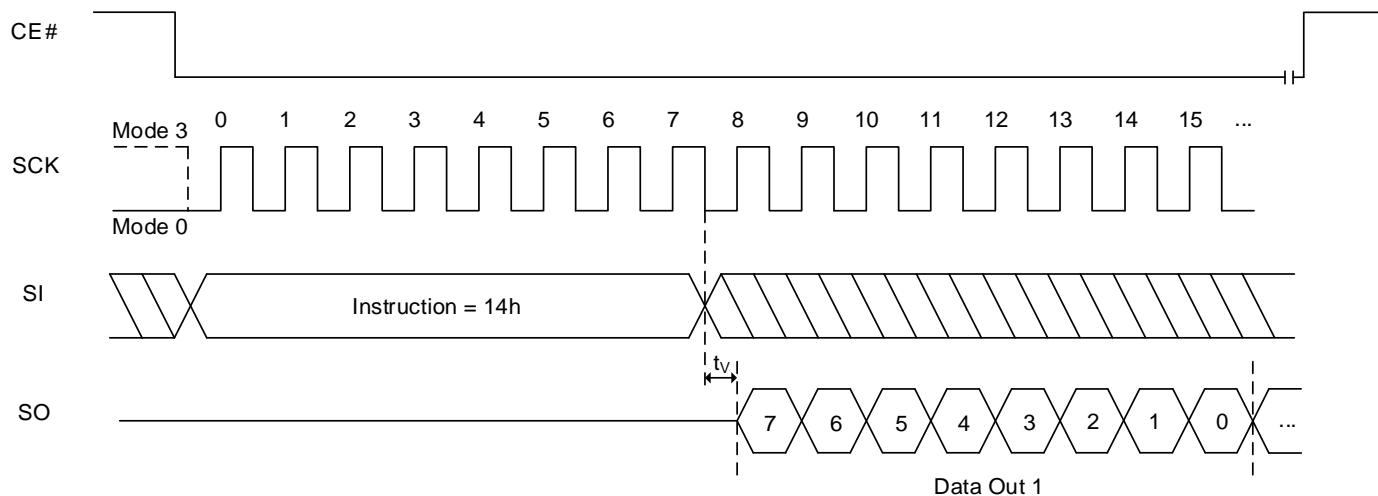 CE#
0 1 2 3 4 5 6 7 8 9 10 11 12 13 14 15 ...
Mode 3
SCK
Mode 0
SI
Instruction = 14h
tV
SO
7 6 5 4 3 2 1 0 ...
Data Out 1